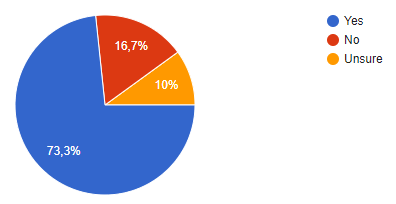 Yes
16,7%
No
Unsure
10%
73,3%